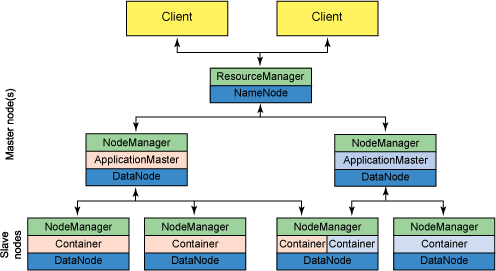 Client
Client
ResourceManager
NameNode
Master node(s)
NodeManager
ApplicationMaster
DataNode
NodeManager
ApplicationMaster
DataNode
Slave
nodes
NodeManager
Container
DataNode
NodeManager
Container
DataNode
NodeManager
Container Container
DataNode
NodeManager
Container
DataNode